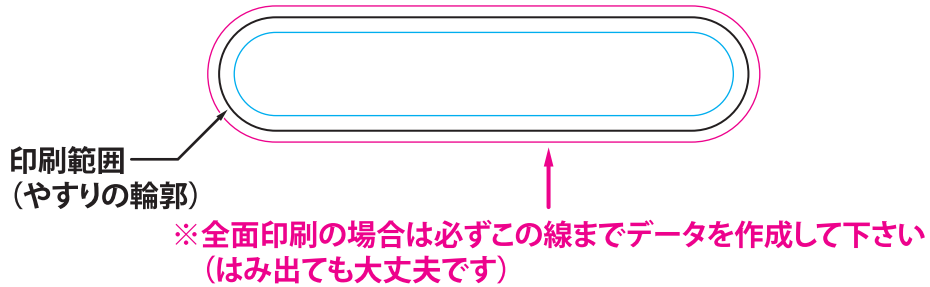 印刷範囲
（やすりの輪郭）
※全面印刷の場合は必ずこの線までデータを作成して下さい
（はみ出ても大丈夫です）